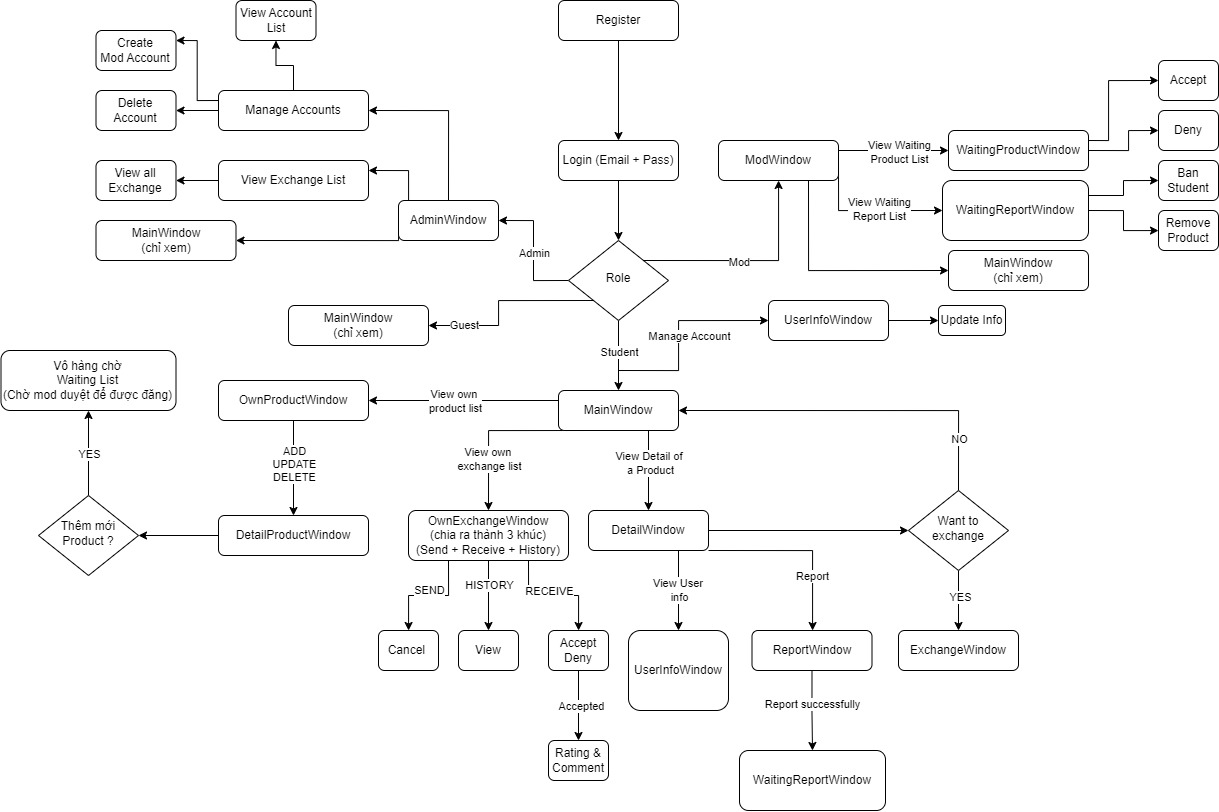 View Account
List
Register
Create
Mod Account
Manage Accounts
Delete
Account
Accept
Deny
Login (Email + Pass)
ModWindow
View Waiting
Product List
WaitingProductWindow
View all
Exchange
View Exchange List
Ban
Student
AdminWindow
View Waiting
Report List
WaitingReportWindow
Remove
Product
MainWindow
(chỉ xem)
Admin
Role
Mod
MainWindow
(chỉ xem)
MainWindow
(chỉ xem)
Guest
Manage Account
UserInfoWindow
Update Info
Student
Vô hàng chờ
Waiting List
(Chờ mod duyệt để được đăng)
OwnProductWindow
View own
product list
MainWindow
YES
ADD
UPDATE
DELETE
View own
exchange list
View Detail of
a Product
NO
Thêm mới
Product ?
DetailProductWindow
OwnExchangeWindow
(chia ra thành 3 khúc)
(Send + Receive + History)
DetailWindow
Want to
exchange
SEND
HISTORY
RECEIVE
View User
info
Report
YES
Cancel
View
Accept
Deny
UserInfoWindow
ReportWindow
ExchangeWindow
Accepted
Report successfully
Rating &
Comment
WaitingReportWindow